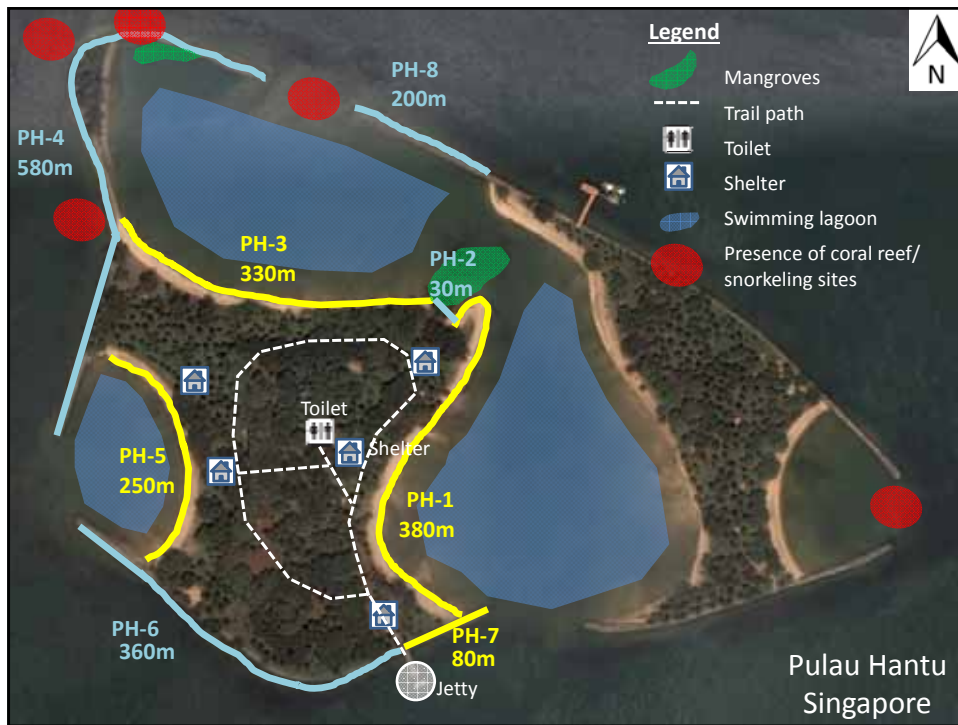 Legend
N
Mangroves
Trail path
Toilet
Shelter
Swimming lagoon
Presence of coral reef/
snorkeling sites
PH-8
200m
PH-4
580m
PH-3
330m
PH-2
30m
Toilet
Shelter
PH-5
250m
PH-1
380m
PH-6
360m
PH-7
80m
Jetty
Pulau Hantu
Singapore